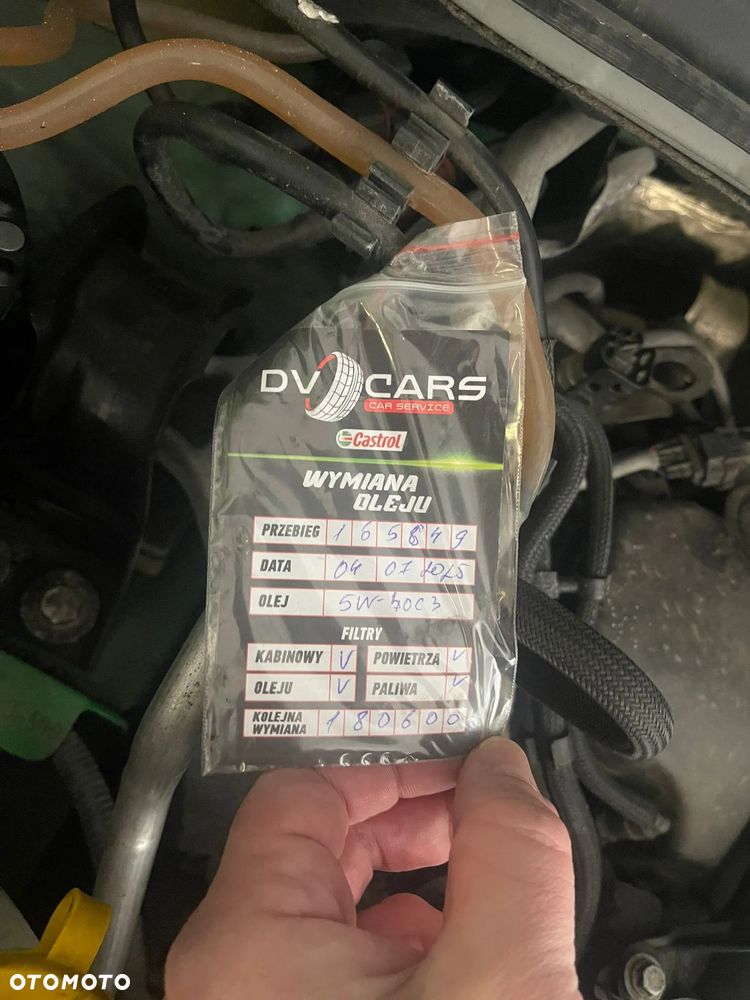 DV CARS
CAR SERVICE
Castrol
WYMIANA
OLEJU
PRZEBIEG 165849
DATA 04 07 2025
OLEJ 5W-40C3
FILTRY
KABINOWY V POWIETRZA V
OLEJU V PALIWA V
KOLEJNA WYMIANA 180600
OTOMOTO